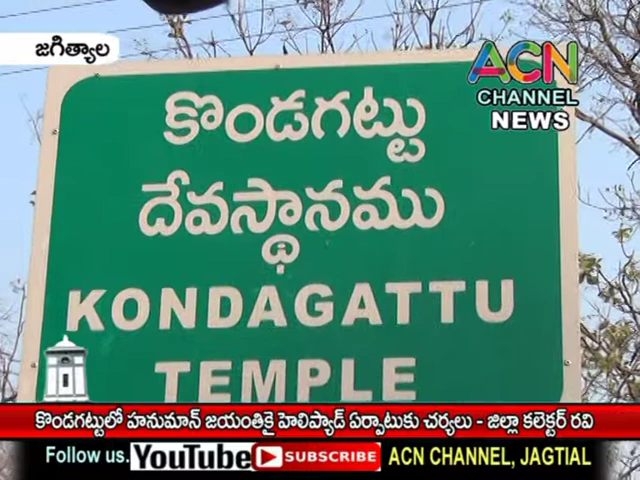 జగిత్యాల
ACN
CHANNEL
NEWS
కొండగట్టు
దేవస్థానము
KONDAGATTU
TEMPLE
కొండగట్టులో హనుమాన్ జయంతికై హెలిప్యాడ్ ఏర్పాటుకు చర్యలు - జిల్లా కలెక్టర్ రవి
Follow us. YouTube SUBSCRIBE ACN CHANNEL, JAGTIAL